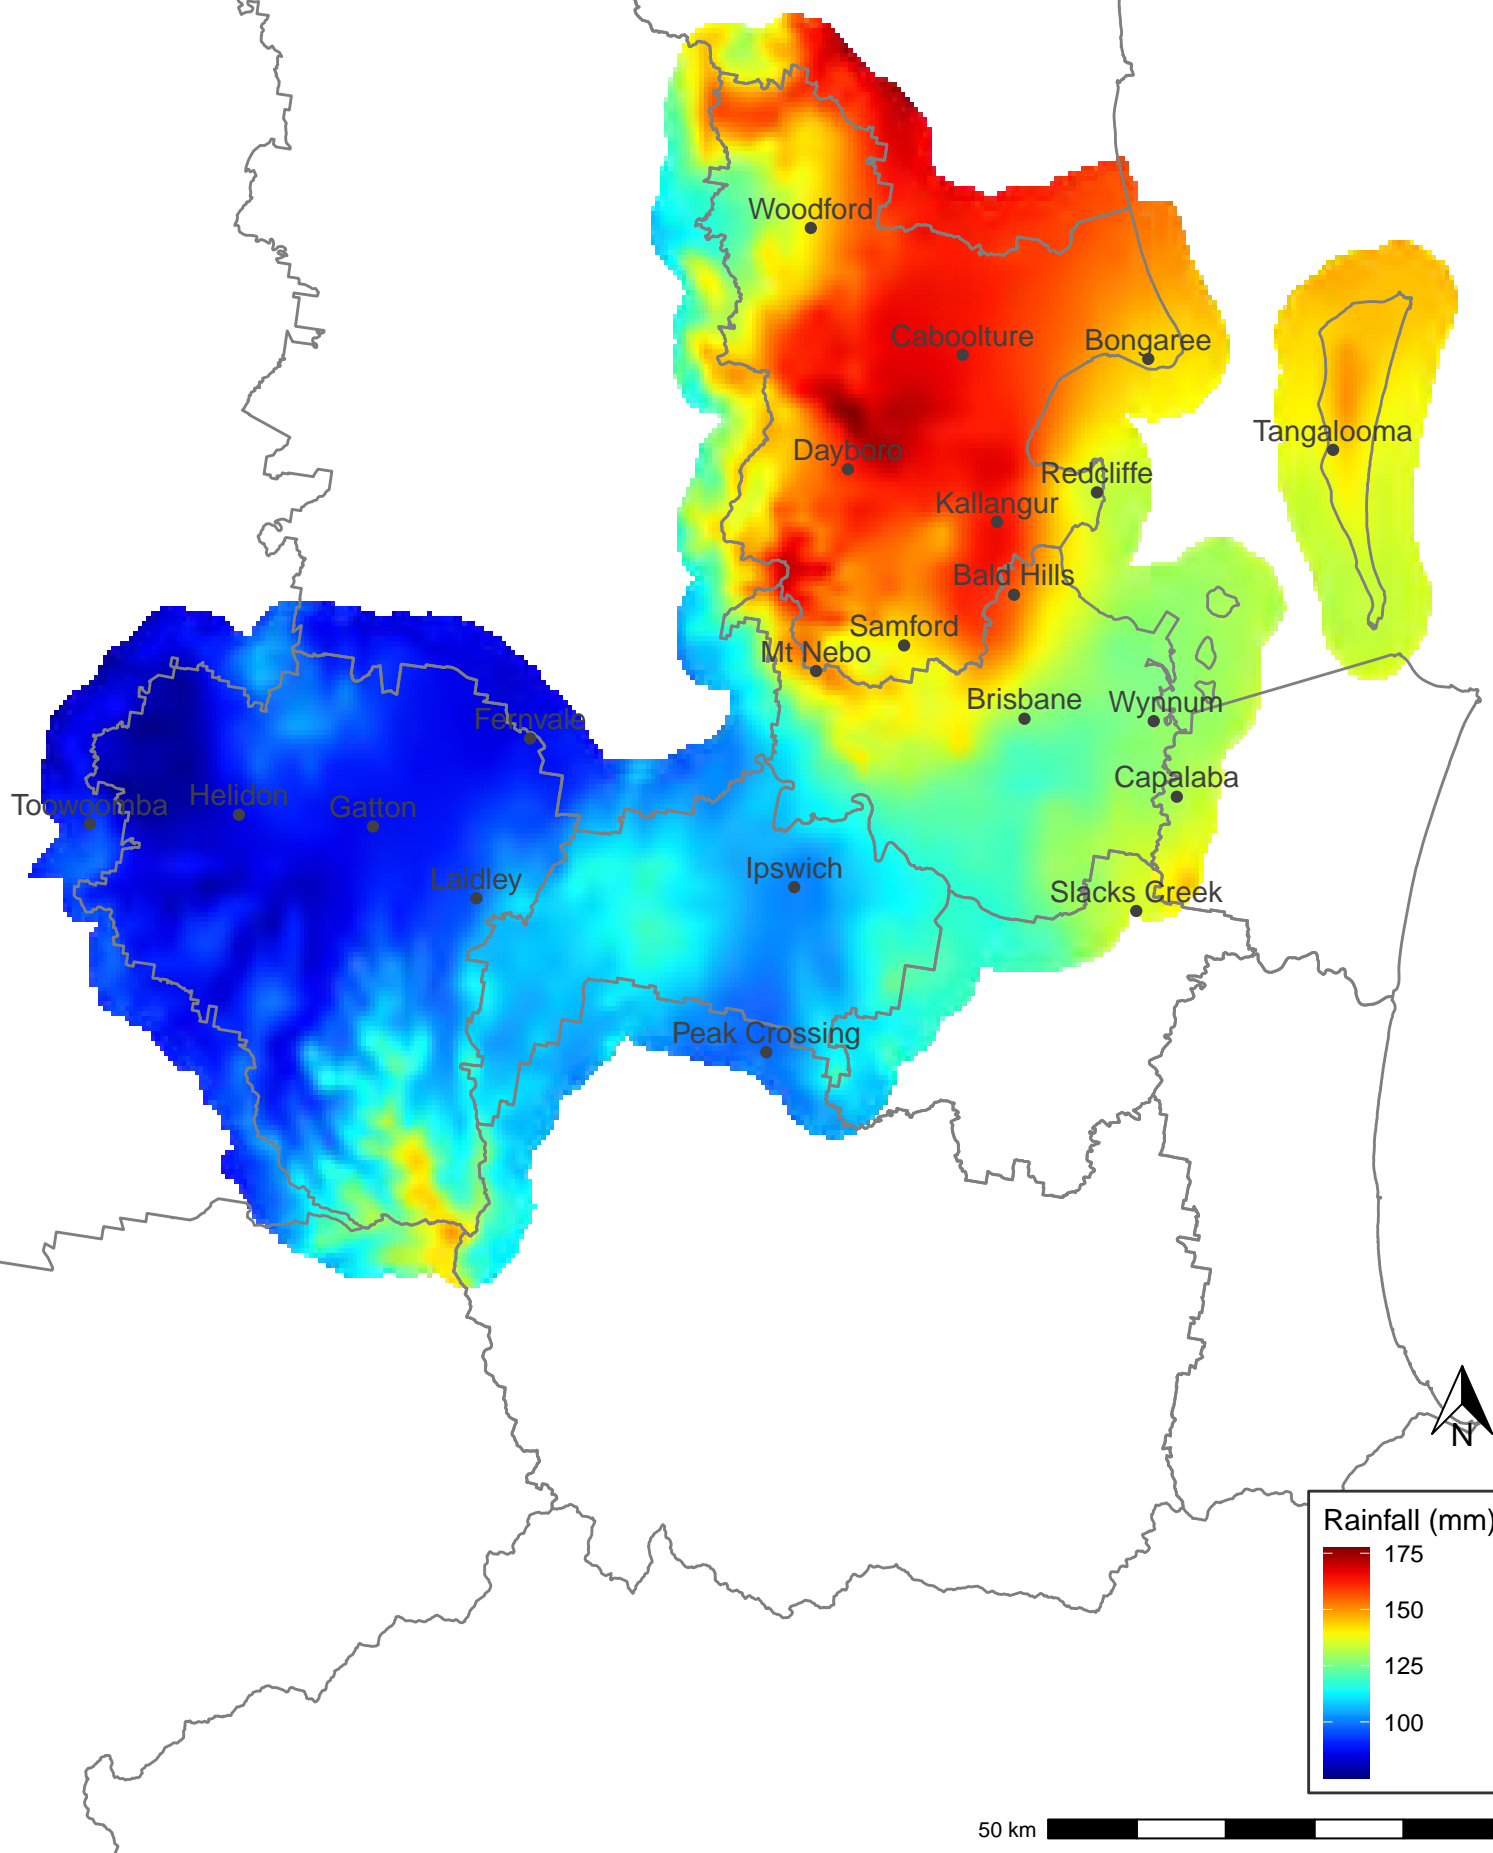 Woodford
Caboolture
Bongaree
Tangalooma
Dayboro
Redcliffe
Kallangur
Bald Hills
Samford
Mt Nebo
Brisbane
Wynnum
Fernvale
Capalaba
Toowoomba
Helidon
Gatton
Ipswich
Laidley
Slacks Creek
Peak Crossing
N
Rainfall (mm)
175
150
125
100
50 km